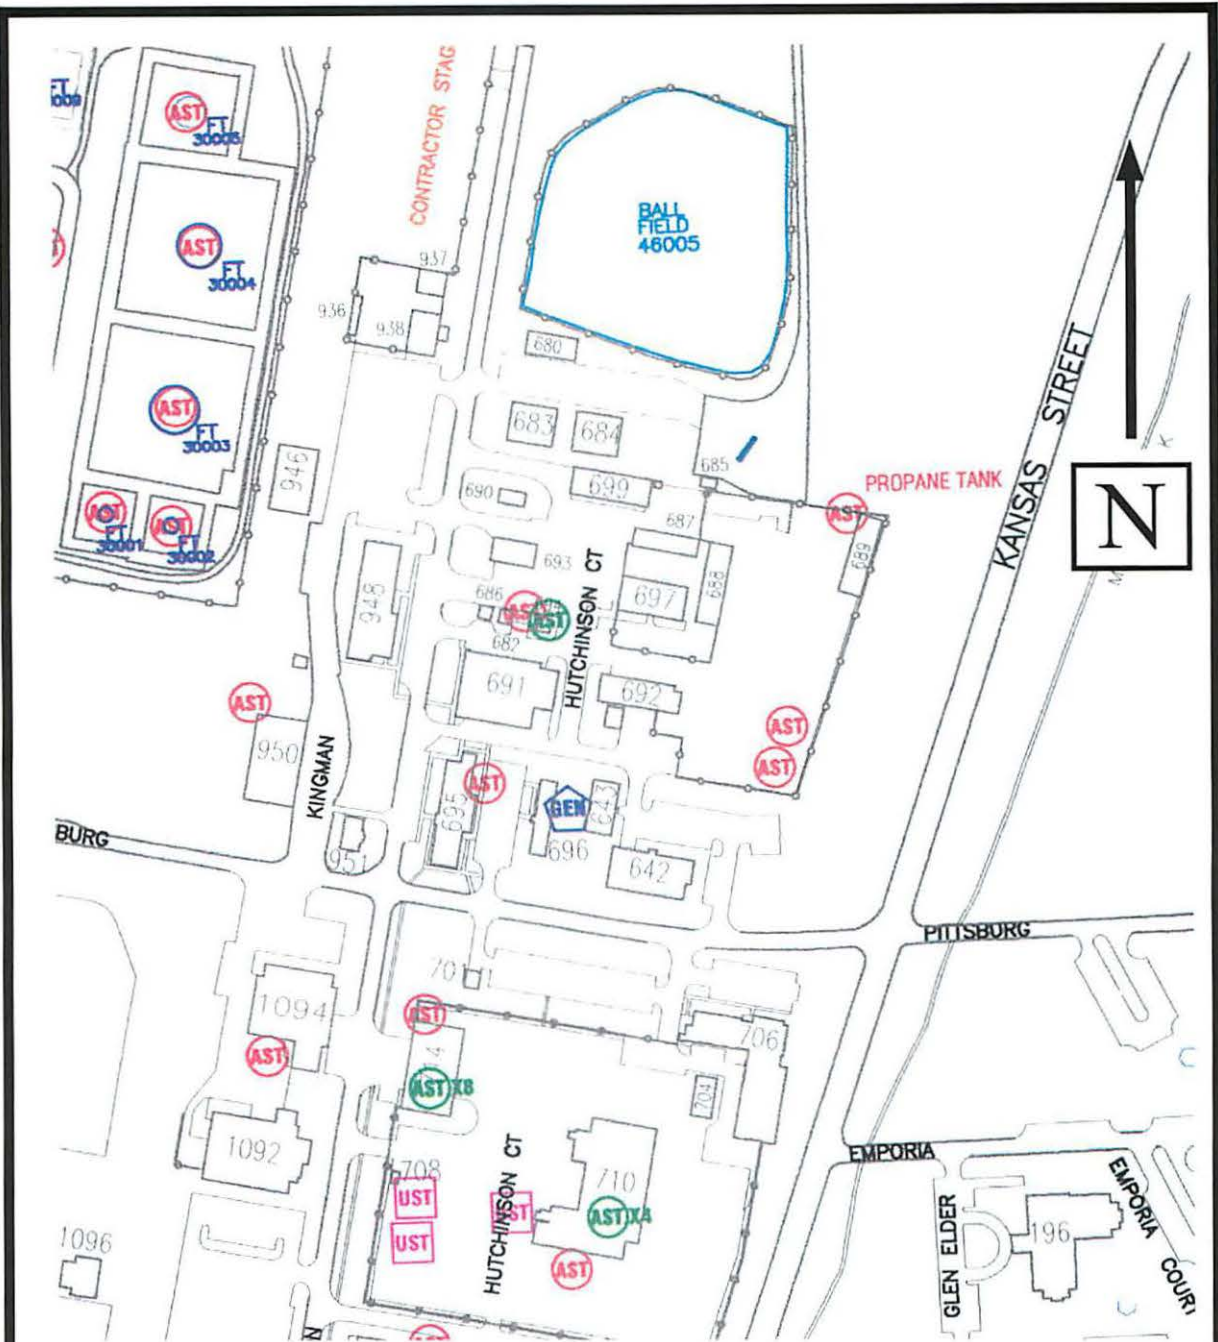 CONTRACTOR STAG
AST
FT
30005
BALL
FIELD
46005
AST
FT
30004
937
936
938
680
KANSAS STREET
AST
FT
30003
683
684
946
685
PROPANE TANK
AST
N
690
699
687
AST
FT
30001
AST
FT
30002
693
HUTCHINSON CT
689
688
697
948
686
AST
AST
682
691
692
AST
AST
AST
950
KINGMAN
AST
695
GEN
643
696
642
951
BURG
PITTSBURG
70
1094
AST
706
AST
AST X8
704
1092
EMPORIA
708
710
UST
UST
HUTCHINSON CT
AST X4
UST
AST
1096
GLEN ELDER
196
EMPORIA
COURT
AST
N